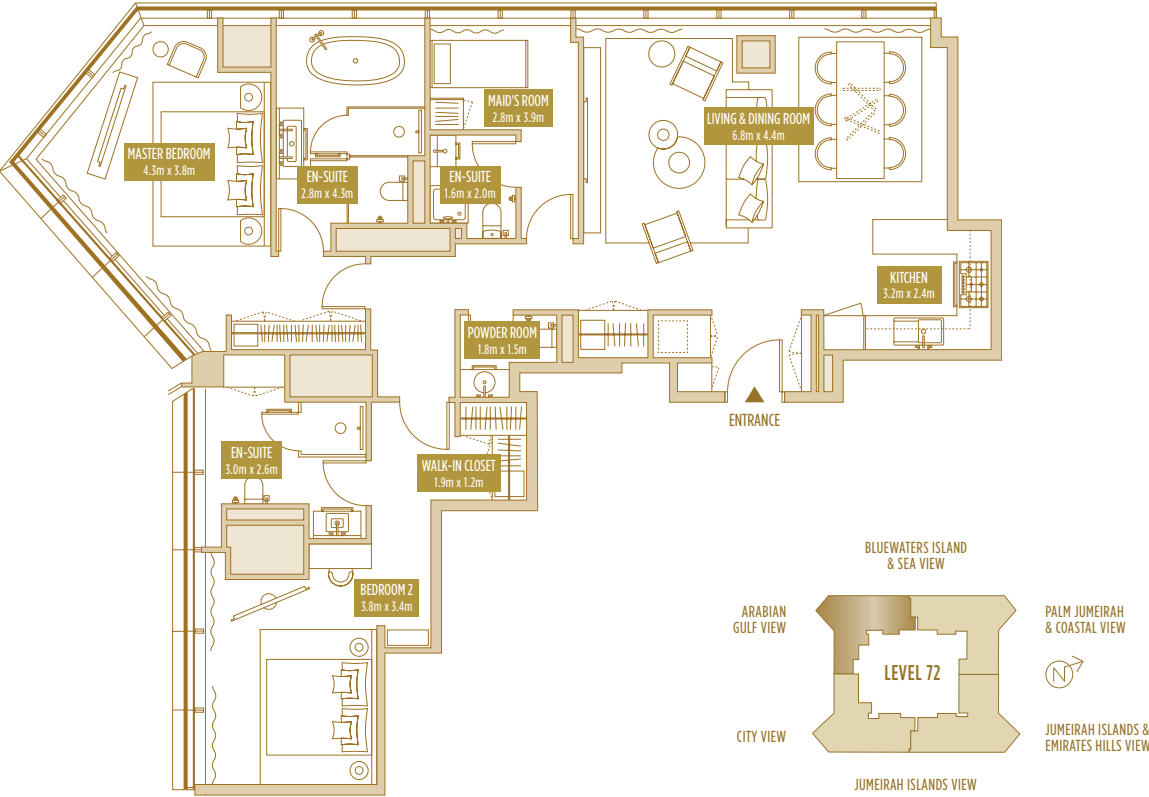 MAID'S ROOM
2.8m x 3.9m
LIVING & DINING ROOM
6.8m x 4.4m
MASTER BEDROOM
4.3m x 3.8m
EN-SUITE
2.8m x 4.3m
EN-SUITE
1.6m x 2.0m
KITCHEN
3.2m x 2.4m
POWDER ROOM
1.8m x 1.5m
ENTRANCE
EN-SUITE
3.0m x 2.6m
WALK-IN CLOSET
1.9m x 1.2m
BEDROOM 2
3.8m x 3.4m
BLUEWATERS ISLAND
& SEA VIEW
ARABIAN
GULF VIEW
PALM JUMEIRAH
& COASTAL VIEW
LEVEL 72
N
CITY VIEW
JUMEIRAH ISLANDS &
EMIRATES HILLS VIEW
JUMEIRAH ISLANDS VIEW